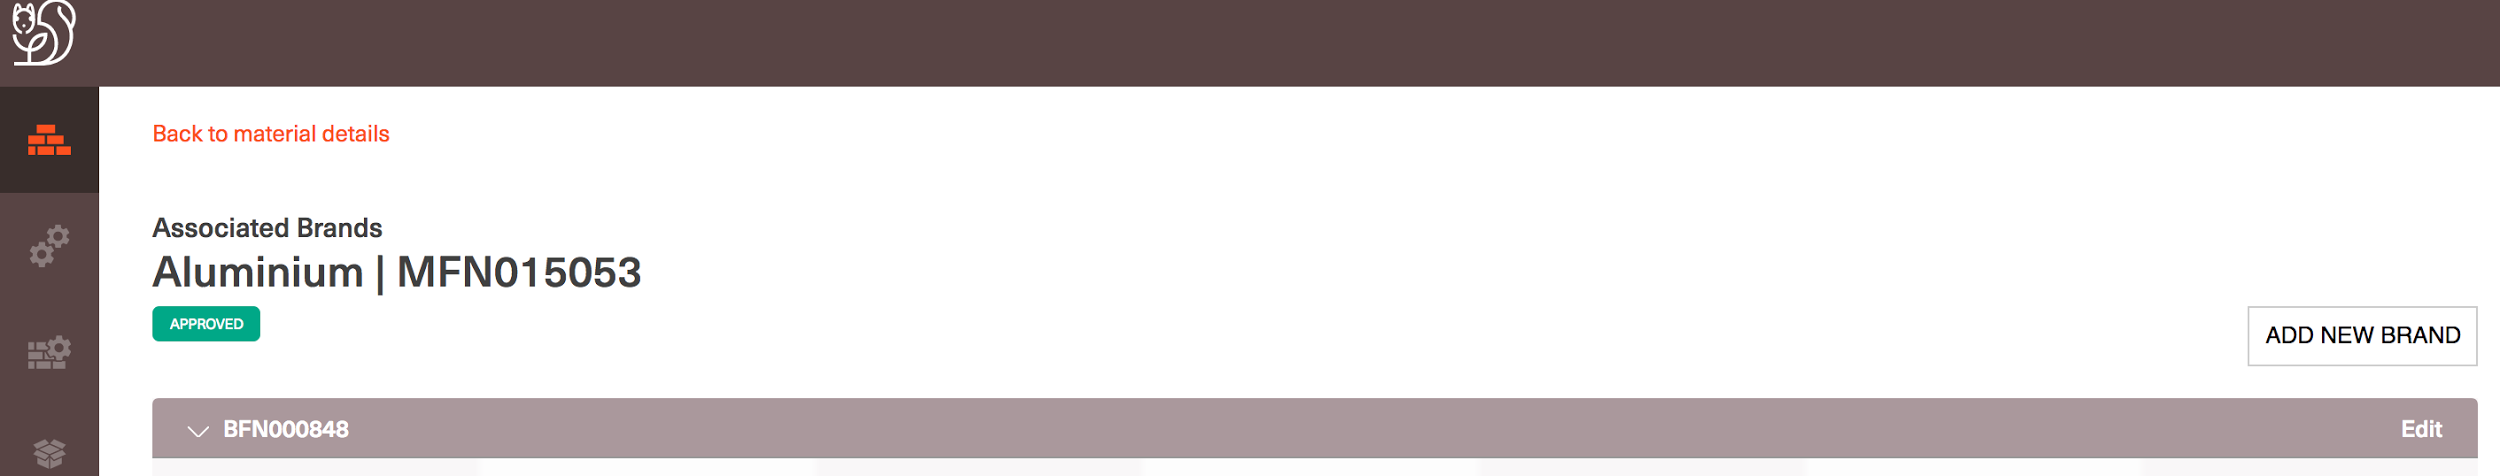 Back to material details
Associated Brands
Aluminium | MFN015053
APPROVED
ADD NEW BRAND
BFN000848
Edit